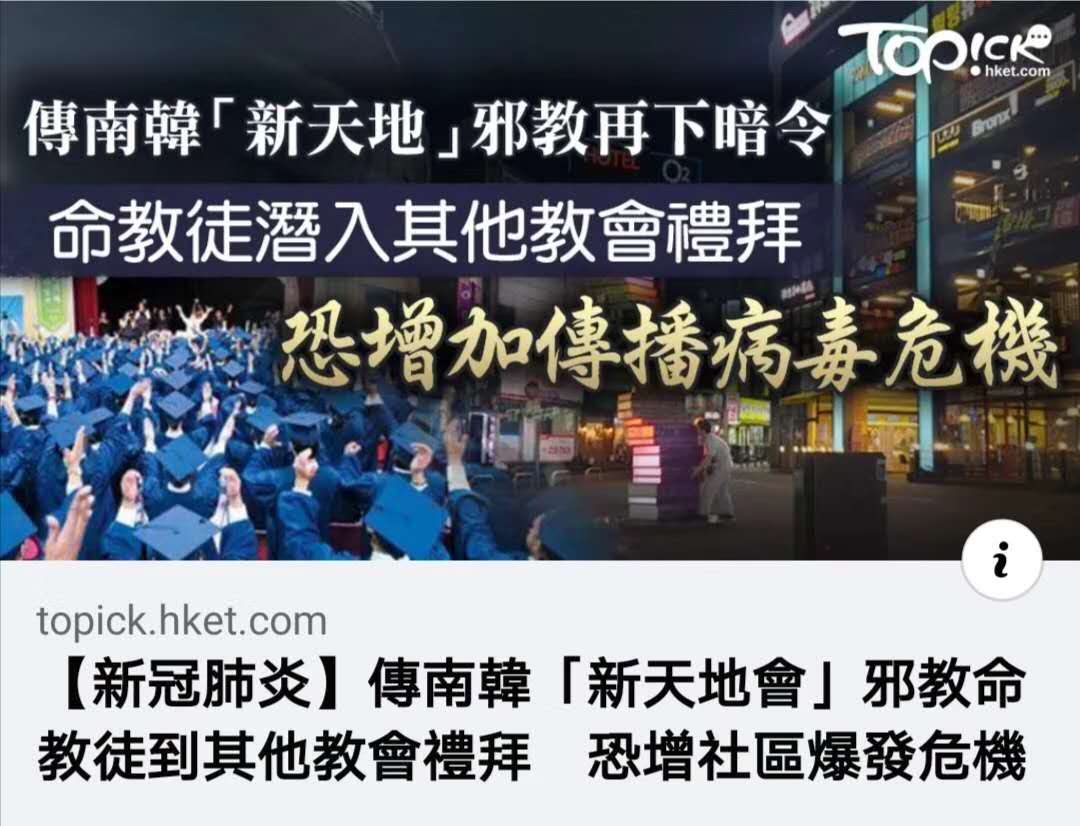 TOPick
hket.com
HOTEL
O2
Bronx
傳南韓「新天地」邪教再下暗令
命教徒潛入其他教會禮拜
恐增加傳播病毒危機
i
topick.hket.com
【新冠肺炎】傳南韓「新天地會」邪教命
教徒到其他教會禮拜　恐增社區爆發危機